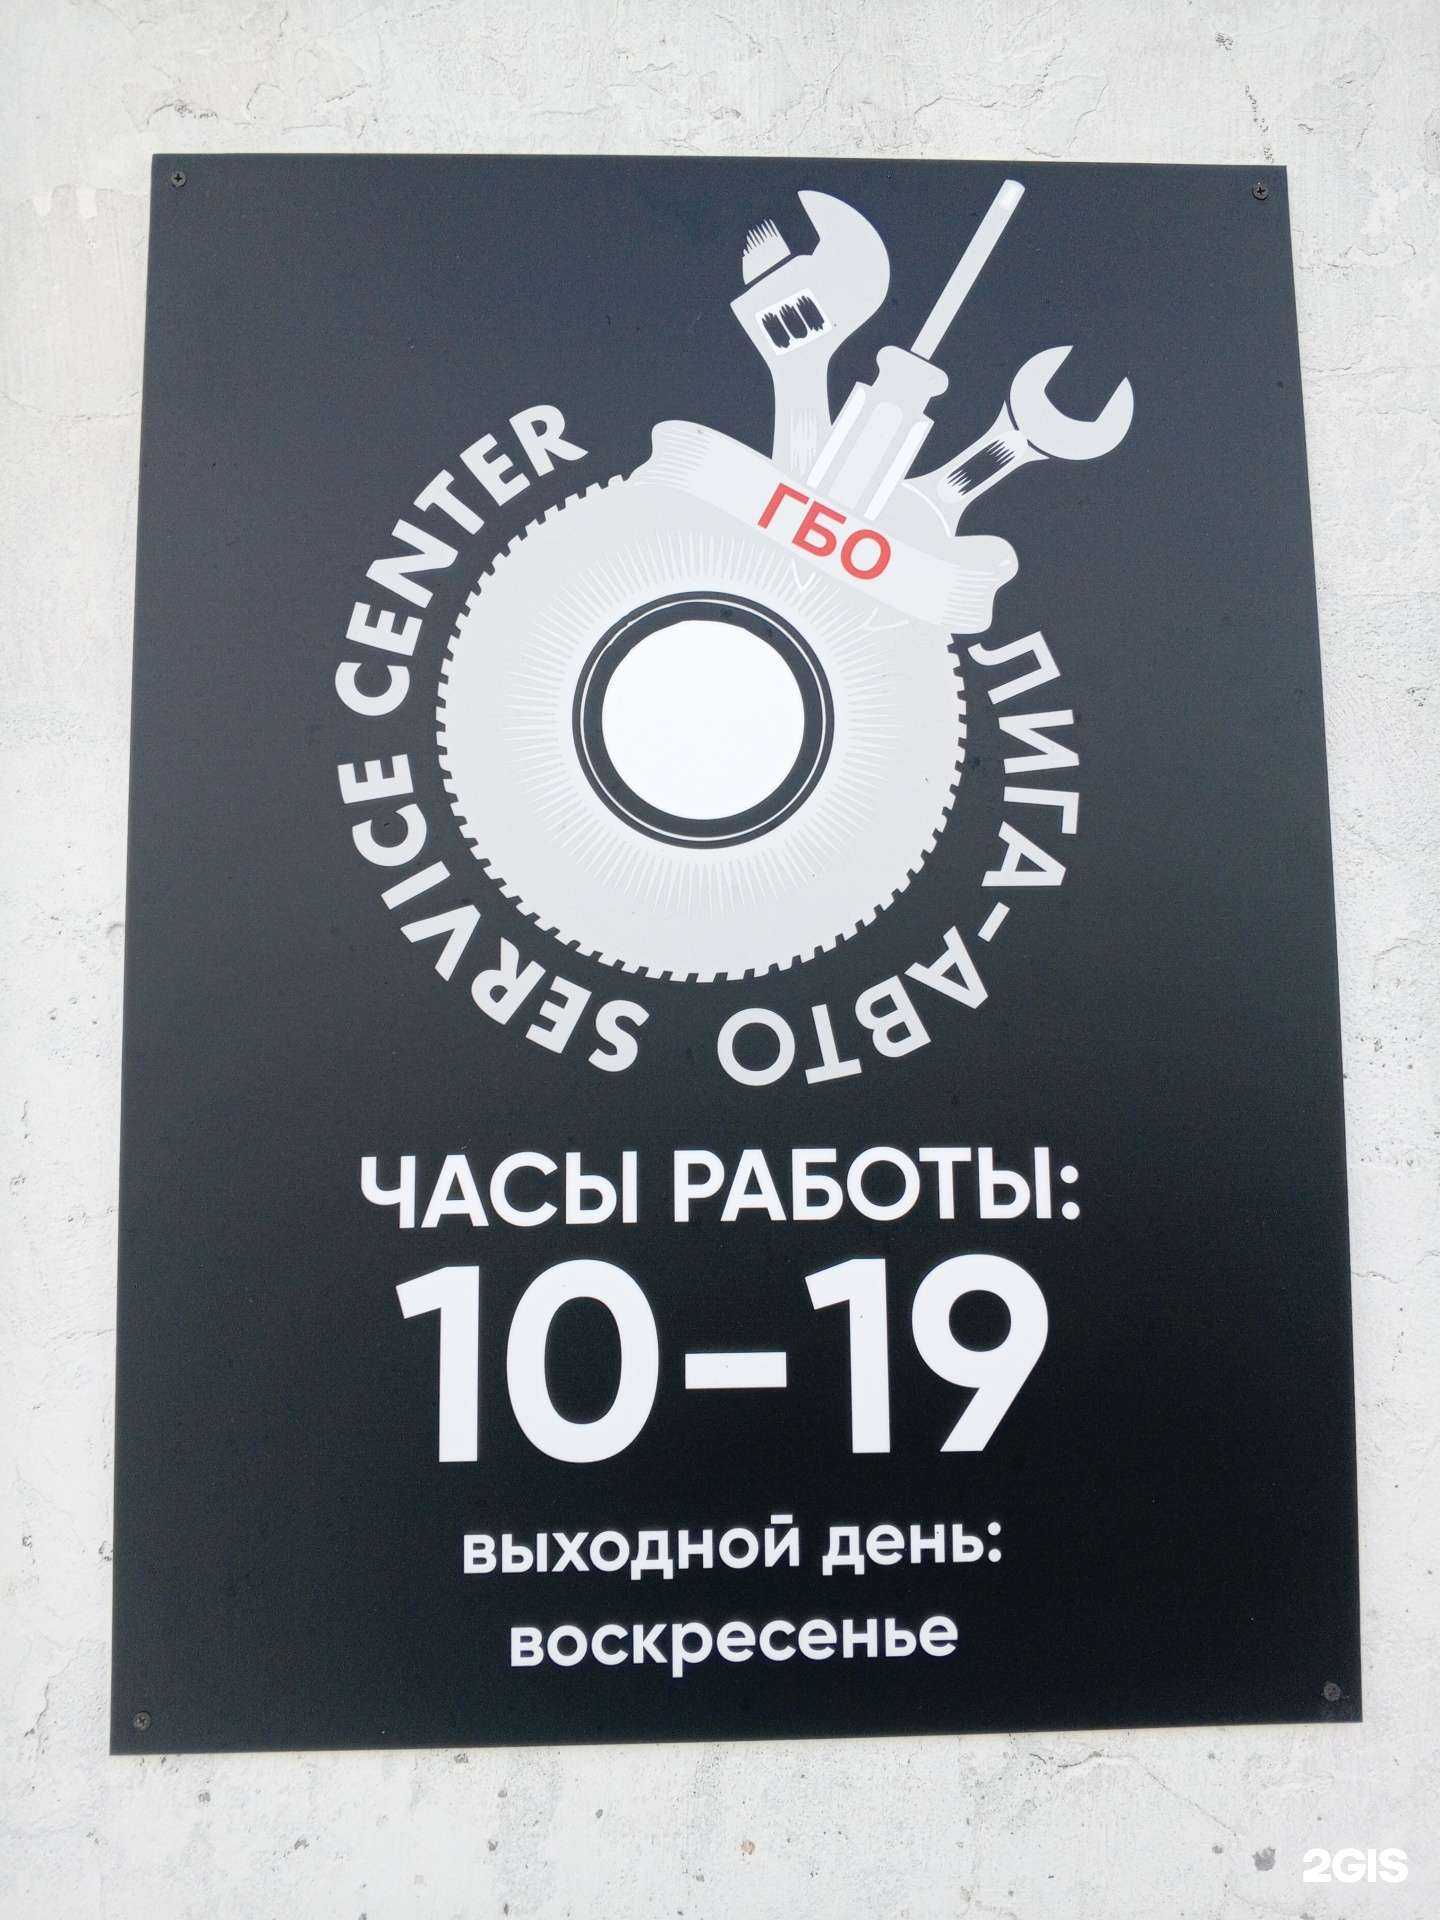 ГБО
SERVICE CENTER
ЛИГА-АВТО
ЧАСЫ РАБОТЫ:
10-19
выходной день:
воскресенье
2GIS